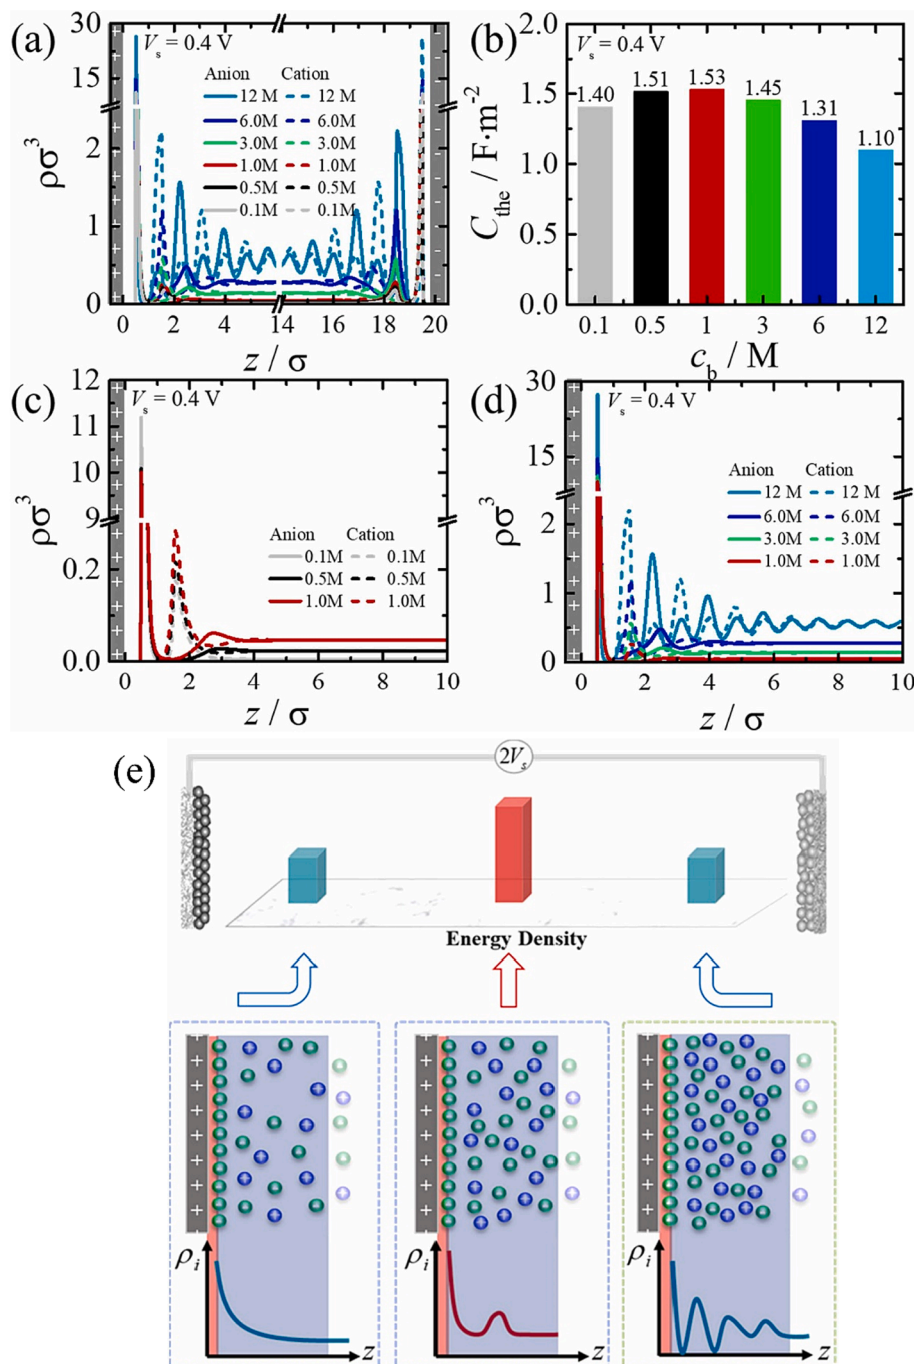 (a)
V_s = 0.4 V
Anion Cation
12 M 12 M
6.0M 6.0M
3.0M 3.0M
1.0M 1.0M
0.5M 0.5M
0.1M 0.1M
ρσ³
30
15
2
1
0
0 2 4 14 16 18 20
z / σ
(b)
V_s = 0.4 V
C_the / F·m⁻²
2.0
1.5
1.0
0.5
0.0
1.40 1.51 1.53 1.45 1.31 1.10
0.1 0.5 1 3 6 12
c_b / M
(c)
V_s = 0.4 V
ρσ³
12
11
10
9
0.2
0.0
Anion Cation
0.1M 0.1M
0.5M 0.5M
1.0M 1.0M
0 2 4 6 8 10
z / σ
(d)
V_s = 0.4 V
ρσ³
30
15
2
1
0
Anion Cation
12 M 12 M
6.0M 6.0M
3.0M 3.0M
1.0M 1.0M
0 2 4 6 8 10
z / σ
(e)
2V_s
Energy Density
ρ_i z
ρ_i z
ρ_i z